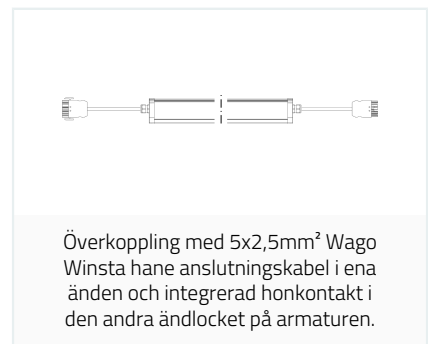 Överkoppling med 5x2,5mm² Wago
Winsta hane anslutningskabel i ena
änden och integrerad honkontakt i
den andra ändlocket på armaturen.